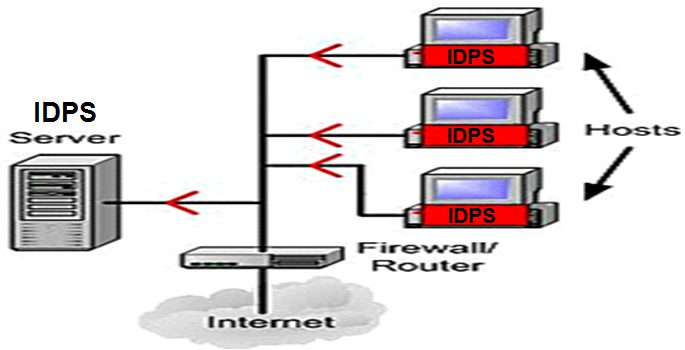 IDPS
IDPS
Server
IDPS
Hosts
IDPS
Firewall/
Router
Internet